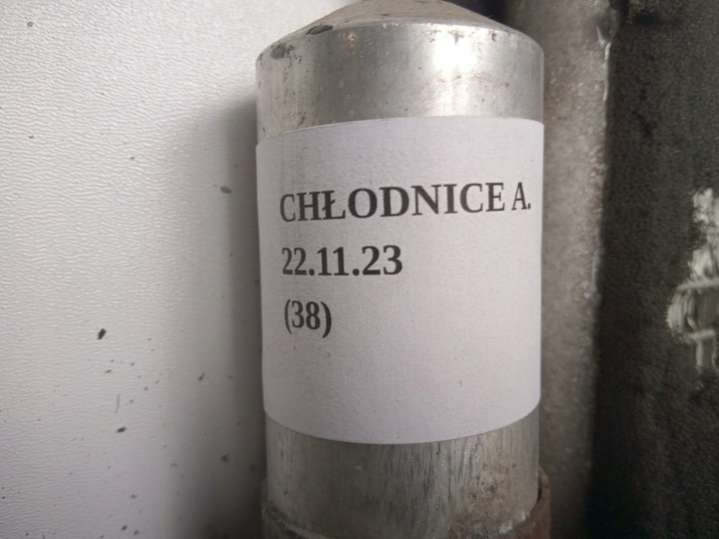 CHŁODNICE A.
22.11.23
(38)